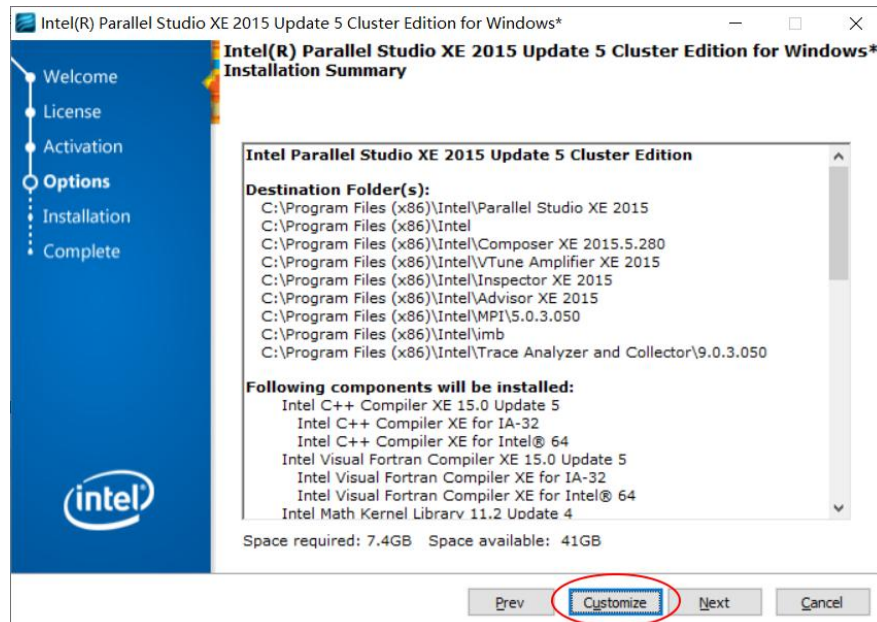 Intel(R) Parallel Studio XE 2015 Update 5 Cluster Edition for Windows*
Intel(R) Parallel Studio XE 2015 Update 5 Cluster Edition for Windows*
Installation Summary
Welcome
License
Activation
Options
Installation
Complete
Intel Parallel Studio XE 2015 Update 5 Cluster Edition
Destination Folder(s):
C:\Program Files (x86)\Intel\Parallel Studio XE 2015
C:\Program Files (x86)\Intel
C:\Program Files (x86)\Intel\Composer XE 2015.5.280
C:\Program Files (x86)\Intel\VTune Amplifier XE 2015
C:\Program Files (x86)\Intel\Inspector XE 2015
C:\Program Files (x86)\Intel\Advisor XE 2015
C:\Program Files (x86)\Intel\MPI\5.0.3.050
C:\Program Files (x86)\Intel\imb
C:\Program Files (x86)\Intel\Trace Analyzer and Collector\9.0.3.050
Following components will be installed:
Intel C++ Compiler XE 15.0 Update 5
Intel C++ Compiler XE for IA-32
Intel C++ Compiler XE for Intel® 64
Intel Visual Fortran Compiler XE 15.0 Update 5
Intel Visual Fortran Compiler XE for IA-32
Intel Visual Fortran Compiler XE for Intel® 64
Intel Math Kernel Library 11.2 Update 4
(intel)
Space required: 7.4GB Space available: 41GB
Prev Customize Next Cancel